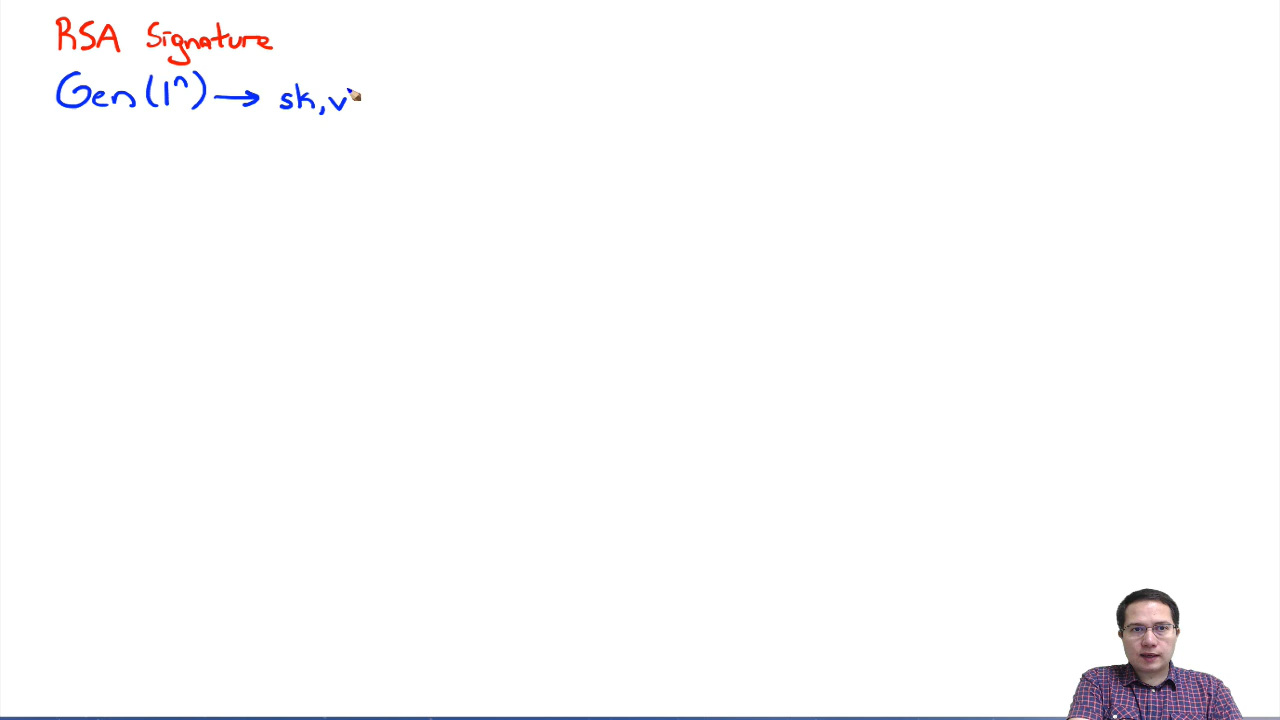 RSA Signature
Gen(1ⁿ) → sk, v